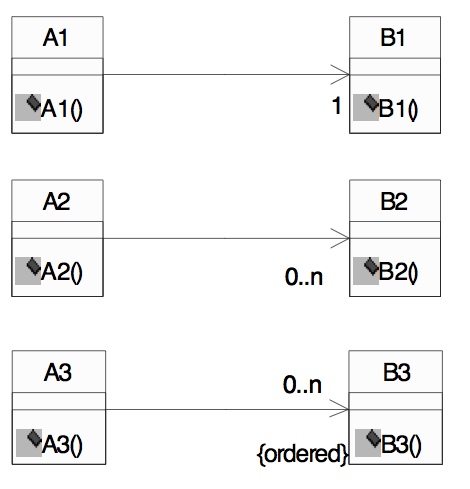 A1
B1
1
A1()
B1()
A2
B2
A2()
0..n
B2()
A3
0..n
B3
A3()
{ordered}
B3()